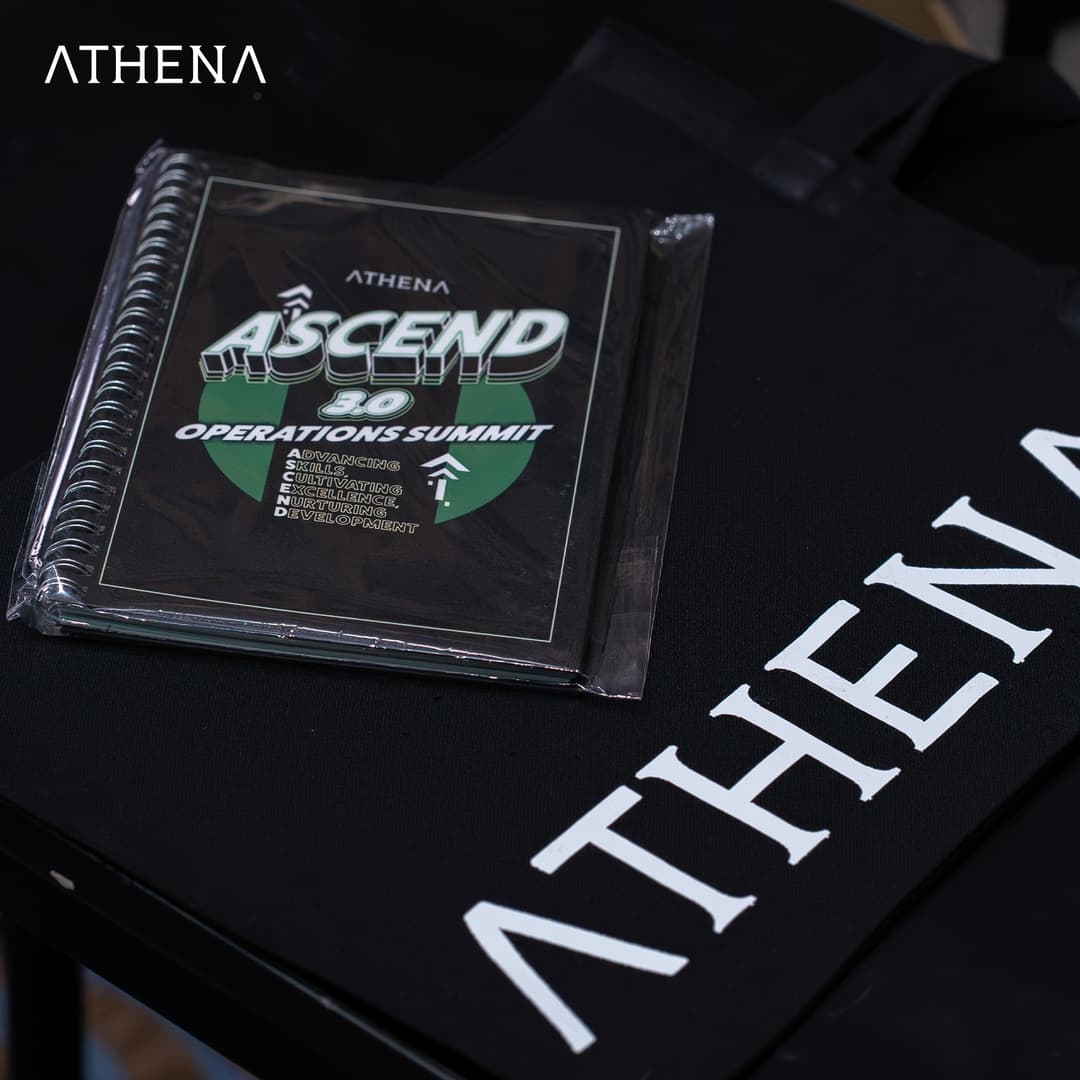 ATHENA
ATHENA
ASCEND
3.0
OPERATIONS SUMMIT
ADVANCING
SKILLS,
CULTIVATING
EXCELLENCE,
NURTURING
DEVELOPMENT
ATHENA